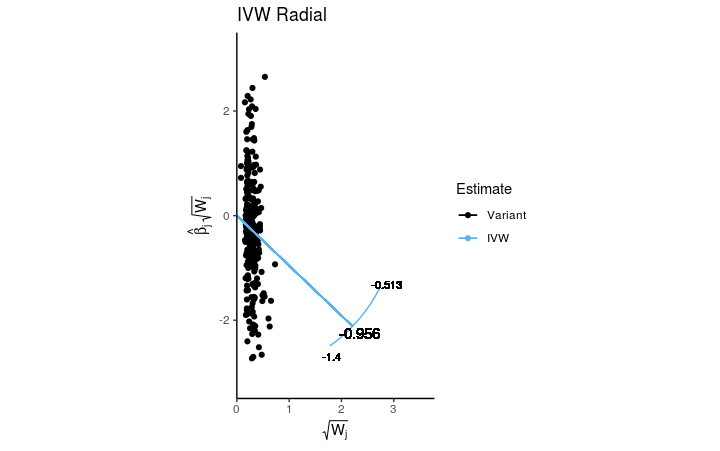 IVW Radial
β̂j√Wj
2
0
-2
0 1 2 3
√Wj
-0.513
-0.956
-1.4
Estimate
Variant
IVW